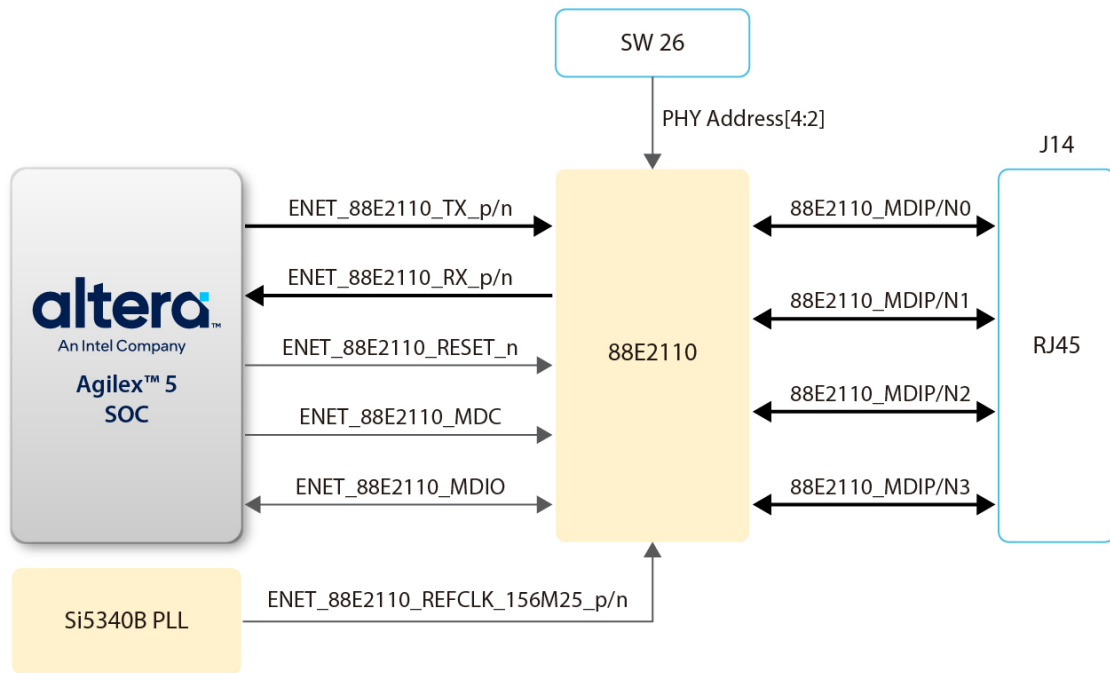 SW 26
PHY Address[4:2]
J14
ENET_88E2110_TX_p/n
88E2110_MDIP/N0
ENET_88E2110_RX_p/n
88E2110_MDIP/N1
altera™
An Intel Company
Agilex™ 5
SOC
ENET_88E2110_RESET_n
88E2110
RJ45
ENET_88E2110_MDC
88E2110_MDIP/N2
ENET_88E2110_MDIO
88E2110_MDIP/N3
Si5340B PLL
ENET_88E2110_REFCLK_156M25_p/n